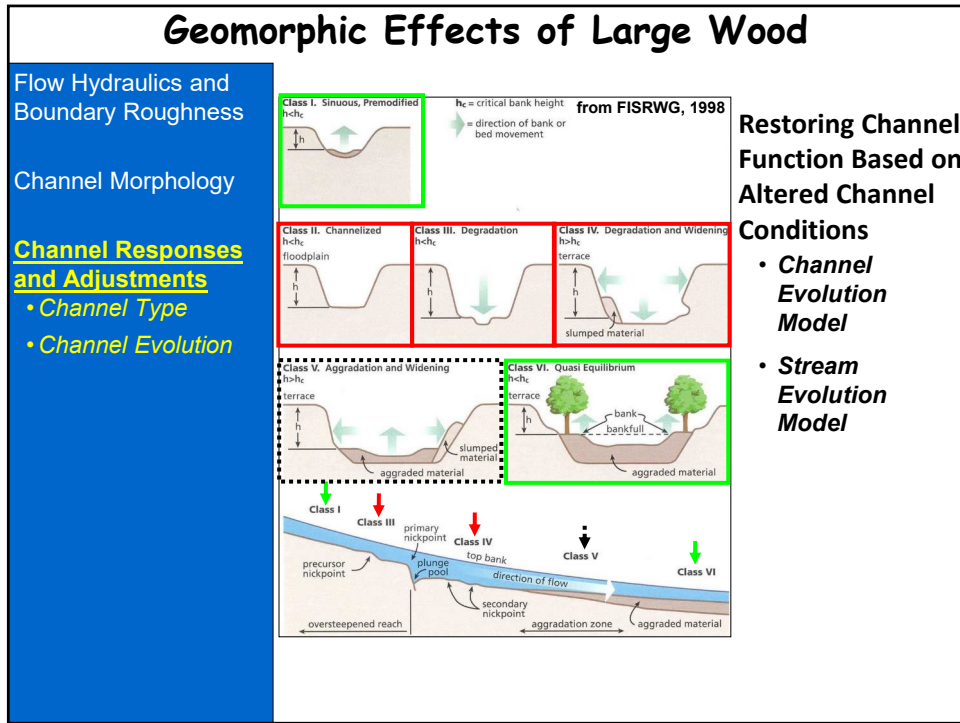 Geomorphic Effects of Large Wood
Flow Hydraulics and
Boundary Roughness
Channel Morphology
Channel Responses
and Adjustments
• Channel Type
• Channel Evolution
Class I. Sinuous, Premodified
h<hc
h
hc = critical bank height
= direction of bank or
bed movement
from FISRWG, 1998
Class II. Channelized
h<hc
floodplain
h
Class III. Degradation
h<hc
h
Class IV. Degradation and Widening
h>hc
terrace
h
slumped material
Class V. Aggradation and Widening
h>hc
terrace
h
slumped
material
aggraded material
Class VI. Quasi Equilibrium
h<hc
terrace
h
bank
bankfull
aggraded material
Class I
Class III
primary
nickpoint
Class IV
top bank
Class V
Class VI
precursor
nickpoint
plunge
pool
direction of flow
secondary
nickpoint
oversteepened reach
aggradation zone
aggraded material
Restoring Channel
Function Based on
Altered Channel
Conditions
• Channel
Evolution
Model
• Stream
Evolution
Model